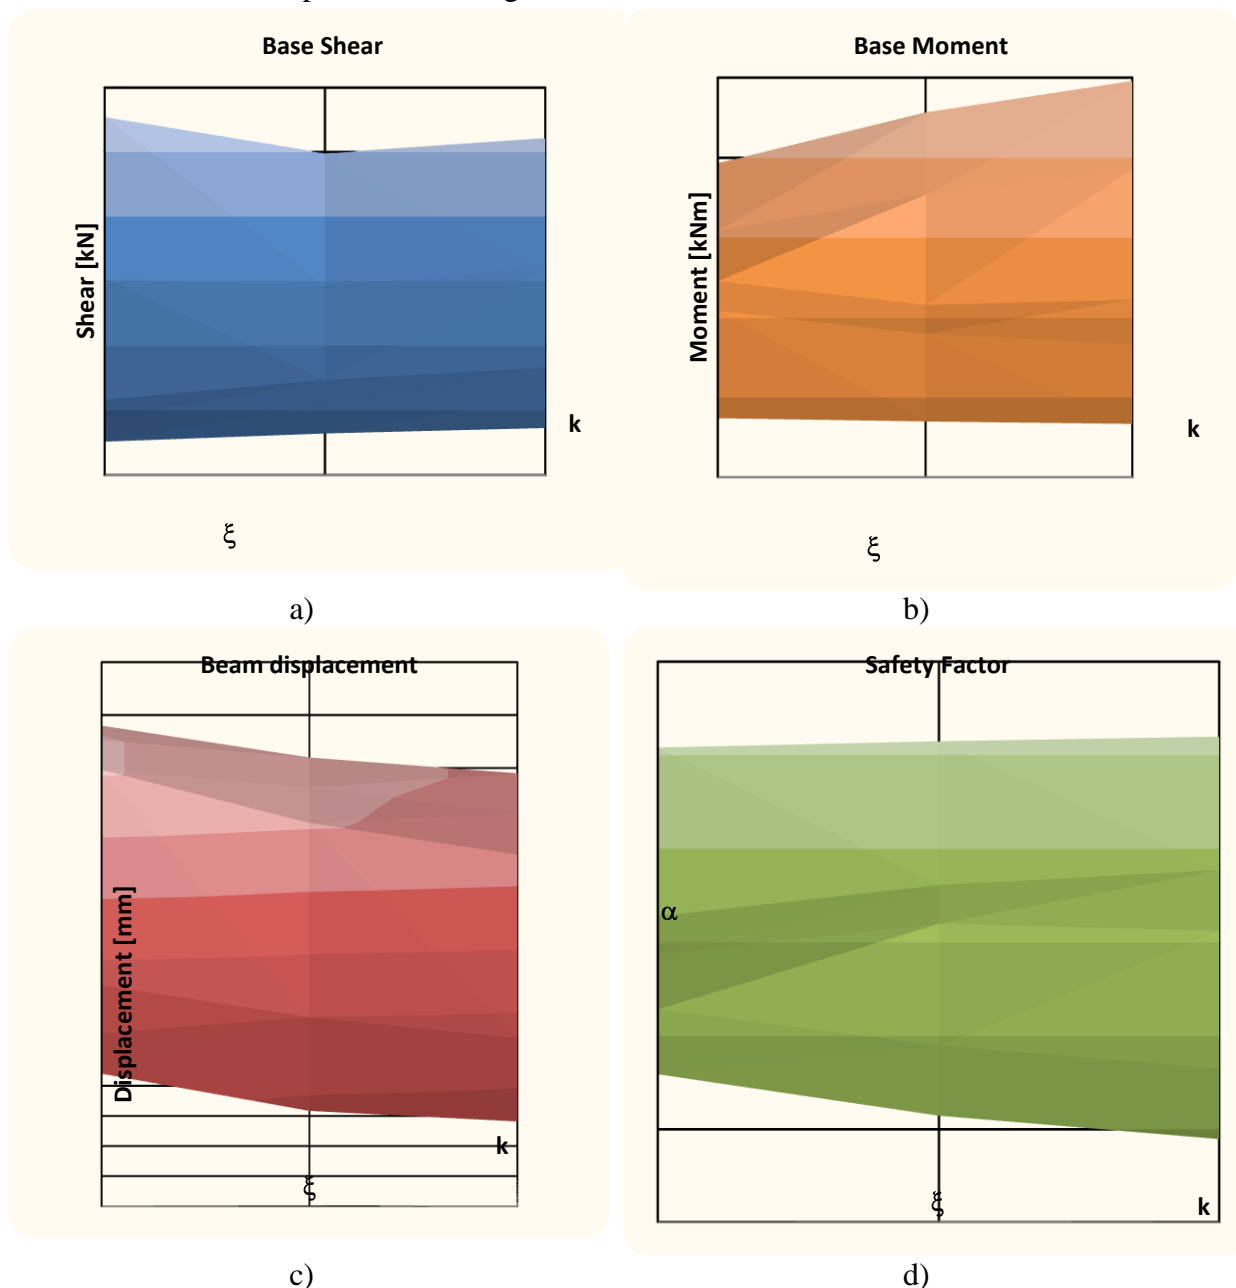 Base Shear
Shear [kN]
k
ξ
a)
Base Moment
Moment [kNm]
k
ξ
b)
Beam displacement
Displacement [mm]
k
ξ
c)
Safety Factor
α
ξ
k
d)